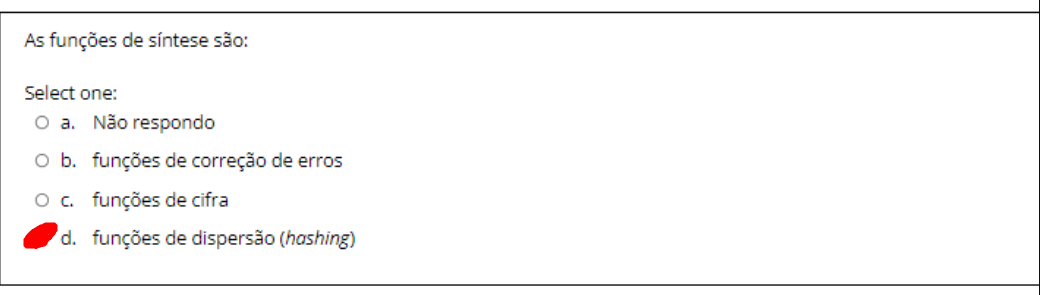 As funções de síntese são:
Select one:
a. Não respondo
b. funções de correção de erros
c. funções de cifra
d. funções de dispersão (hashing)